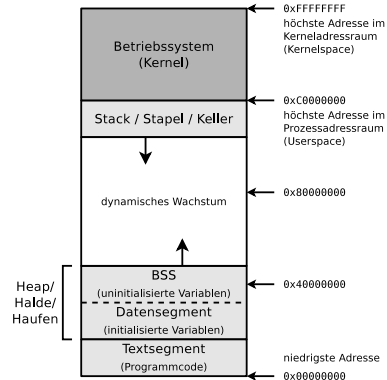 0xFFFFFFFF
höchste Adresse im
Kerneladressraum
(Kernelspace)
Betriebssystem
(Kernel)
0xC0000000
höchste Adresse im
Prozessadressraum
(Userspace)
Stack / Stapel / Keller
dynamisches Wachstum
0x80000000
Heap/
Halde/
Haufen
BSS
(uninitialisierte Variablen)
0x40000000
Datensegment
(initialisierte Variablen)
Textsegment
(Programmcode)
niedrigste Adresse
0x00000000